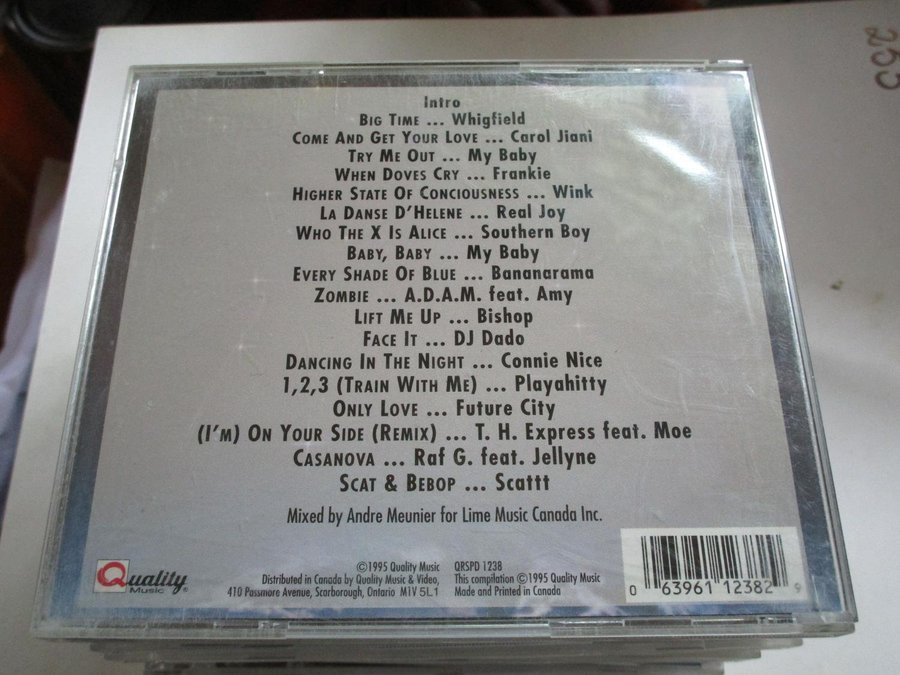 253
Intro
Big Time ... Whigfield
Come And Get Your Love ... Carol Jiani
Try Me Out ... My Baby
When Doves Cry ... Frankie
Higher State Of Conciousness ... Wink
La Danse D'Helene ... Real Joy
Who The X Is Alice ... Southern Boy
Baby, Baby ... My Baby
Every Shade Of Blue ... Bananarama
Zombie ... A.D.A.M. feat. Amy
Lift Me Up ... Bishop
Face It ... DJ Dado
Dancing In The Night ... Connie Nice
1,2,3 (Train With Me) ... Playahitty
Only Love ... Future City
(I'm) On Your Side (Remix) ... T. H. Express feat. Moe
Casanova ... Raf G. feat. Jellyne
Scat & Bebop ... Scattt
Mixed by Andre Meunier for Lime Music Canada Inc.
Quality
Music®
©1995 Quality Music
Distributed in Canada by Quality Music & Video,
410 Passmore Avenue, Scarborough, Ontario M1V 5L1
QRSPD 1238
This compilation ©1995 Quality Music
Made and Printed in Canada
0 63961 12382 9